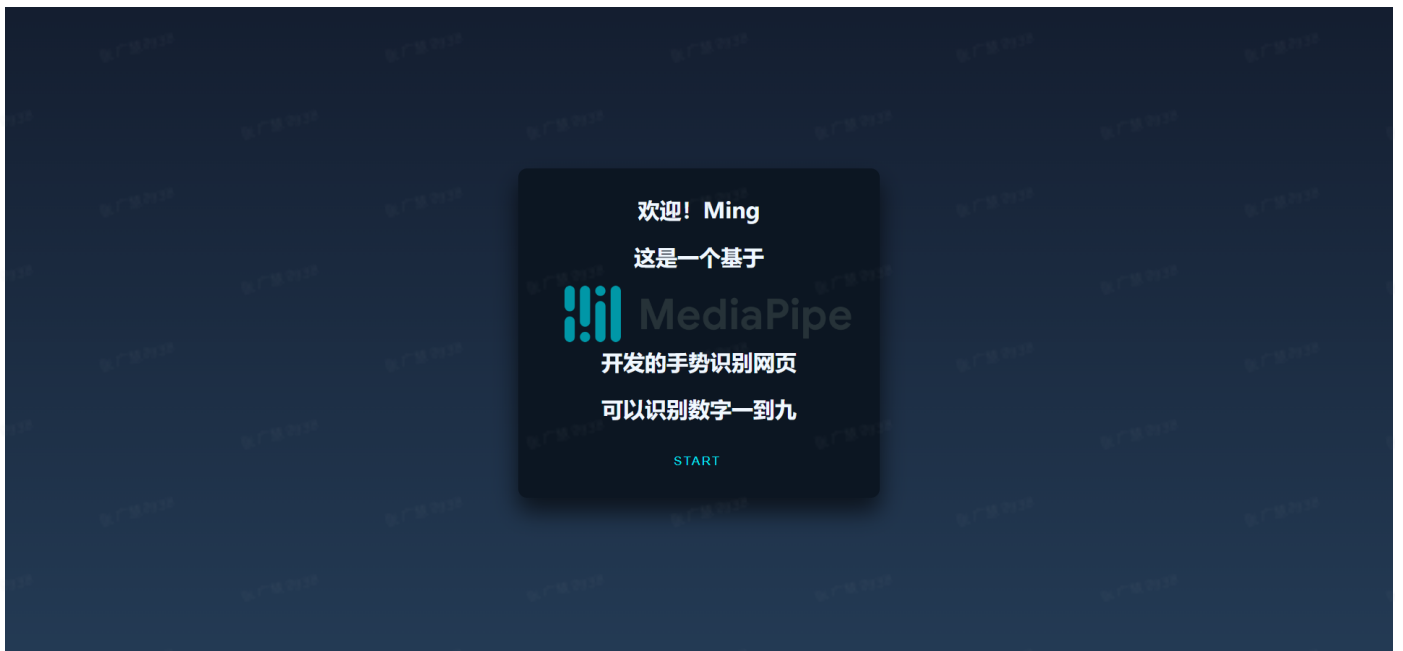 欢迎！Ming
这是一个基于
MediaPipe
开发的手势识别网页
可以识别数字一到九
START